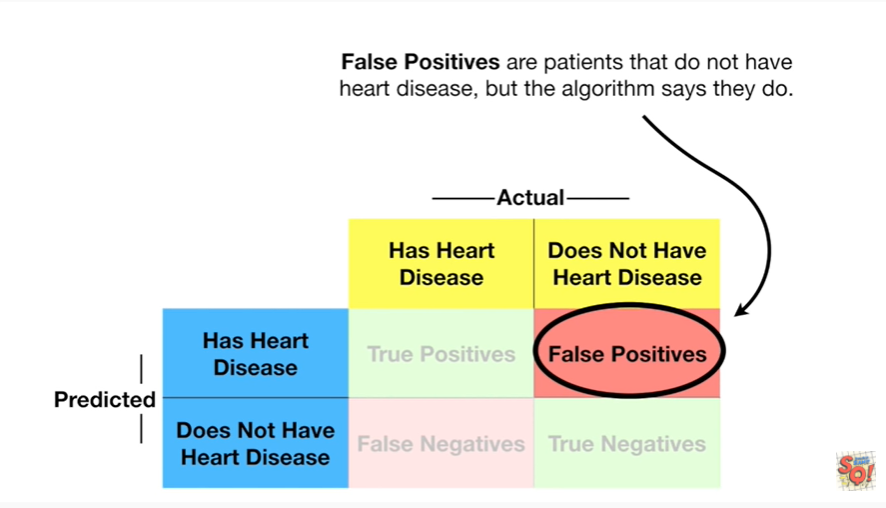 False Positives are patients that do not have
heart disease, but the algorithm says they do.
Actual
Has Heart
Disease
Does Not Have
Heart Disease
Has Heart
Disease
True Positives
False Positives
Predicted
Does Not Have
Heart Disease
False Negatives
True Negatives
SQ!